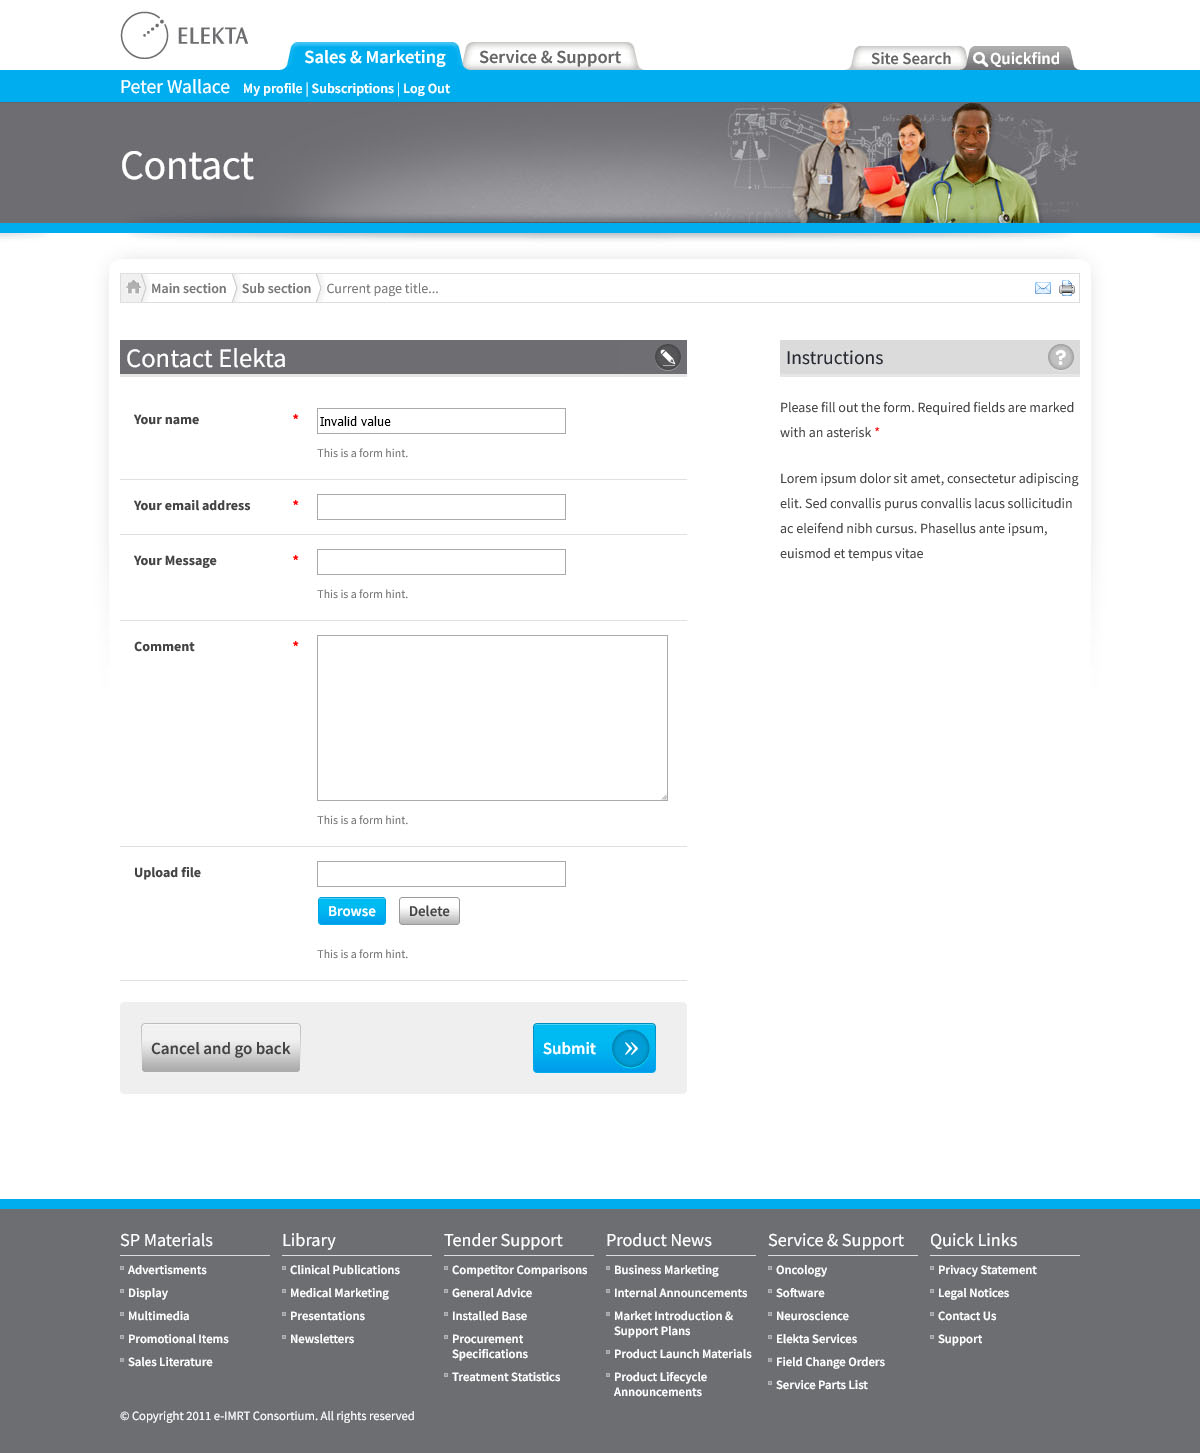 ELEKTA
Sales & Marketing
Service & Support
Site Search
Quickfind
Peter Wallace
My profile | Subscriptions | Log Out
Contact
Main section
Sub section
Current page title...
Contact Elekta
Instructions
Your name *
Invalid value
This is a form hint.
Please fill out the form. Required fields are marked
with an asterisk *
Lorem ipsum dolor sit amet, consectetur adipiscing
elit. Sed convallis purus convallis lacus sollicitudin
ac eleifend nibh cursus. Phasellus ante ipsum,
euismod et tempus vitae
Your email address *
Your Message *
This is a form hint.
Comment *
This is a form hint.
Upload file
Browse
Delete
This is a form hint.
Cancel and go back
Submit »
SP Materials
Advertisments
Display
Multimedia
Promotional Items
Sales Literature
Library
Clinical Publications
Medical Marketing
Presentations
Newsletters
Tender Support
Competitor Comparisons
General Advice
Installed Base
Procurement
Specifications
Treatment Statistics
Product News
Business Marketing
Internal Announcements
Market Introduction &
Support Plans
Product Launch Materials
Product Lifecycle
Announcements
Service & Support
Oncology
Software
Neuroscience
Elekta Services
Field Change Orders
Service Parts List
Quick Links
Privacy Statement
Legal Notices
Contact Us
Support
© Copyright 2011 e-IMRT Consortium. All rights reserved